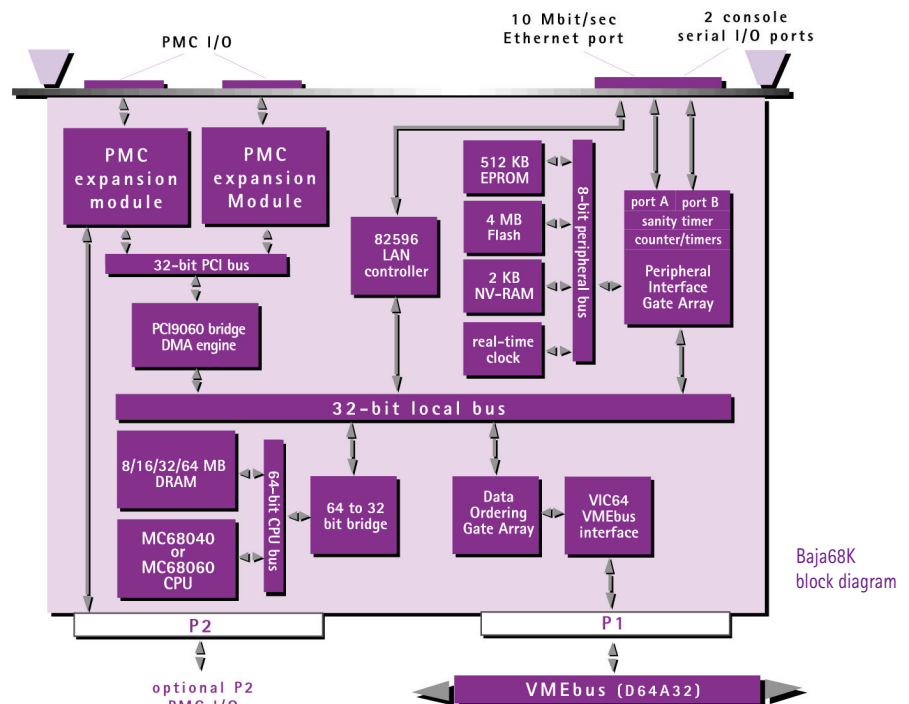 PMC I/O
10 Mbit/sec
Ethernet port
2 console
serial I/O ports
PMC
expansion
module
PMC
expansion
Module
32-bit PCI bus
PCI9060 bridge
DMA engine
82596
LAN
controller
512 KB
EPROM
4 MB
Flash
2 KB
NV-RAM
real-time
clock
8-bit peripheral bus
port A
port B
sanity timer
counter/timers
Peripheral
Interface
Gate Array
32-bit local bus
8/16/32/64 MB
DRAM
MC68040
or
MC68060
CPU
64-bit CPU bus
64 to 32
bit bridge
Data
Ordering
Gate Array
VIC64
VMEbus
interface
Baja68K
block diagram
P2
P1
optional P2
PMC I/O
VMEbus (D64A32)